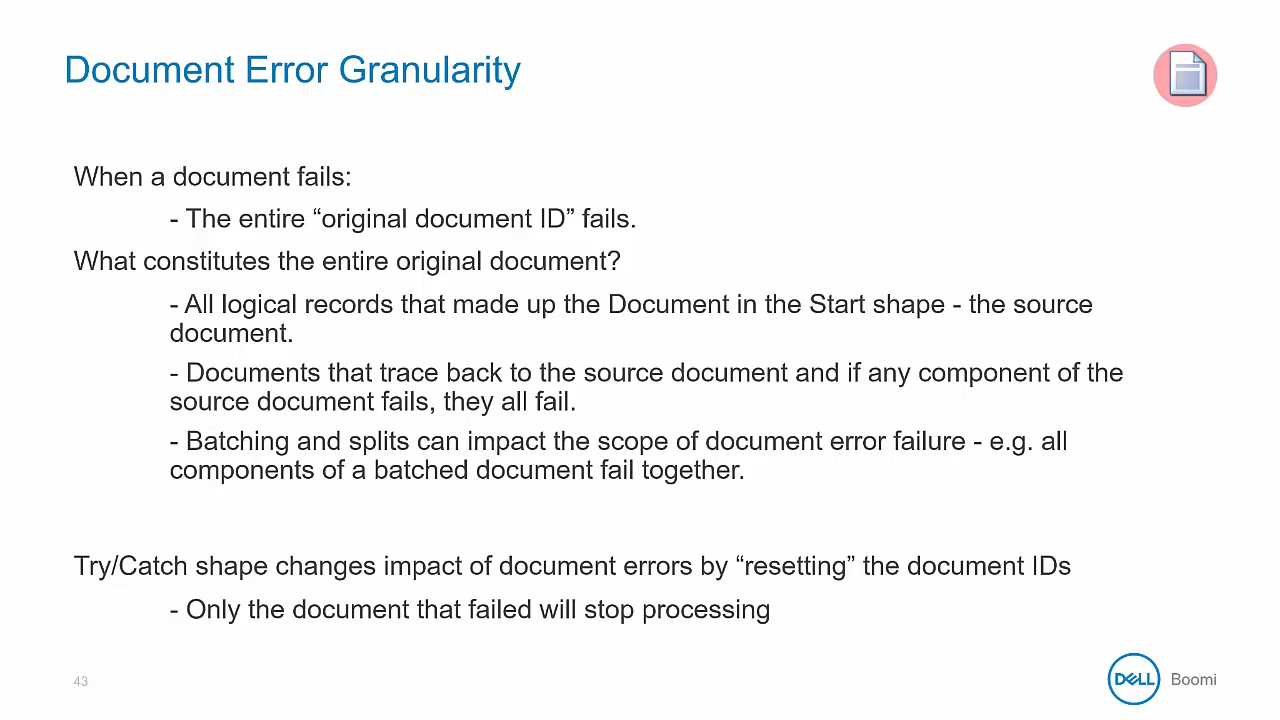 Document Error Granularity
When a document fails:
- The entire “original document ID” fails.
What constitutes the entire original document?
- All logical records that made up the Document in the Start shape - the source
document.
- Documents that trace back to the source document and if any component of the
source document fails, they all fail.
- Batching and splits can impact the scope of document error failure - e.g. all
components of a batched document fail together.
Try/Catch shape changes impact of document errors by “resetting” the document IDs
- Only the document that failed will stop processing
43
DELL Boomi